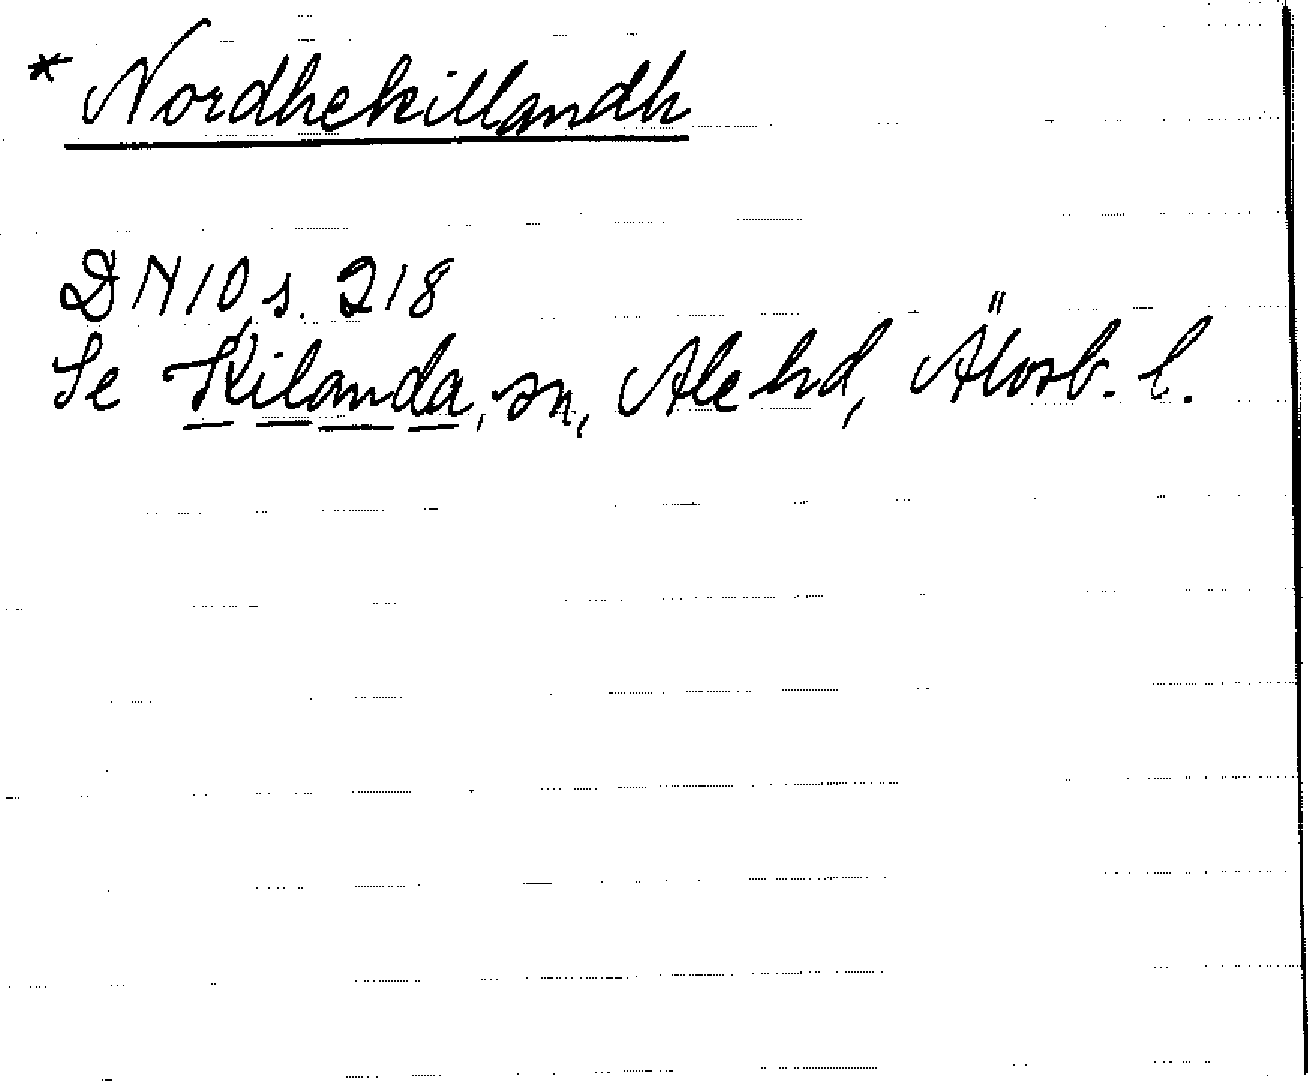 * Nordhekillandh
DN 10, s. 218
Se Kilanda, sn, Ale hd, Älvsb. l.